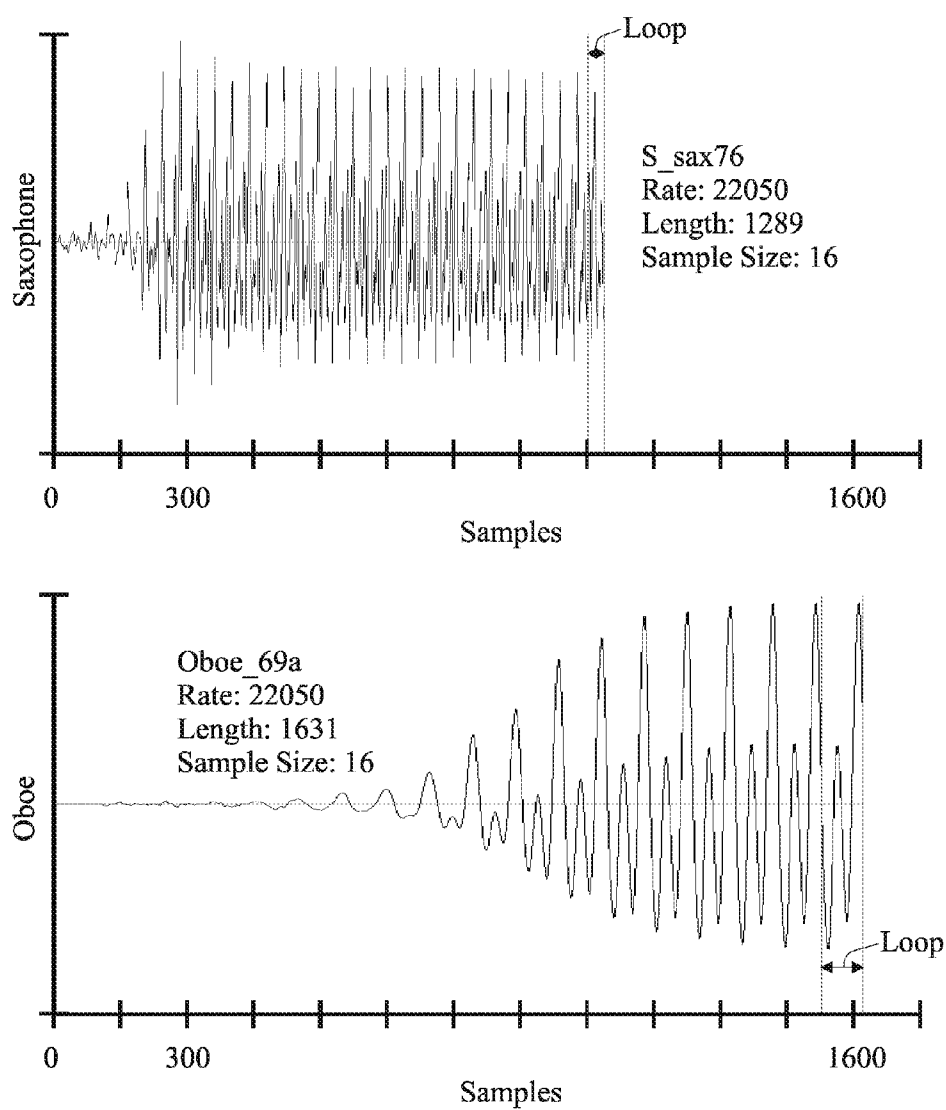 Loop
Saxophone
S_sax76
Rate: 22050
Length: 1289
Sample Size: 16
0 300 1600
Samples
Oboe_69a
Rate: 22050
Length: 1631
Sample Size: 16
Oboe
Loop
0 300 1600
Samples